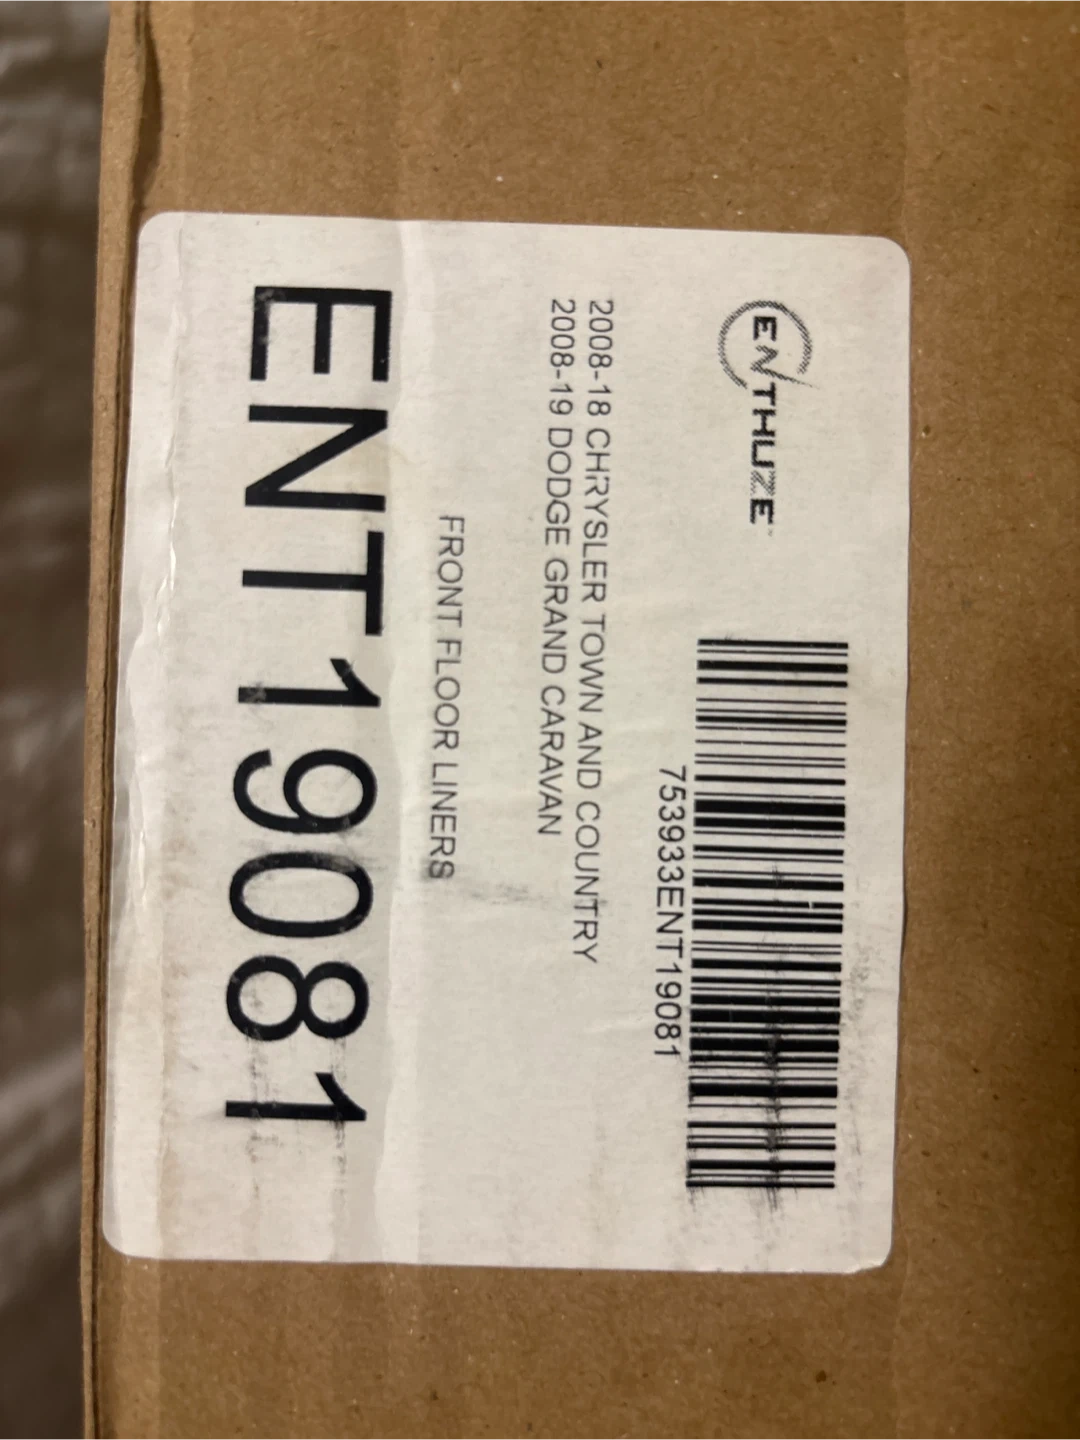 ENTHUZE
753933ENT19081
2008-18 CHRYSLER TOWN AND COUNTRY
2008-19 DODGE GRAND CARAVAN
FRONT FLOOR LINERS
ENT19081